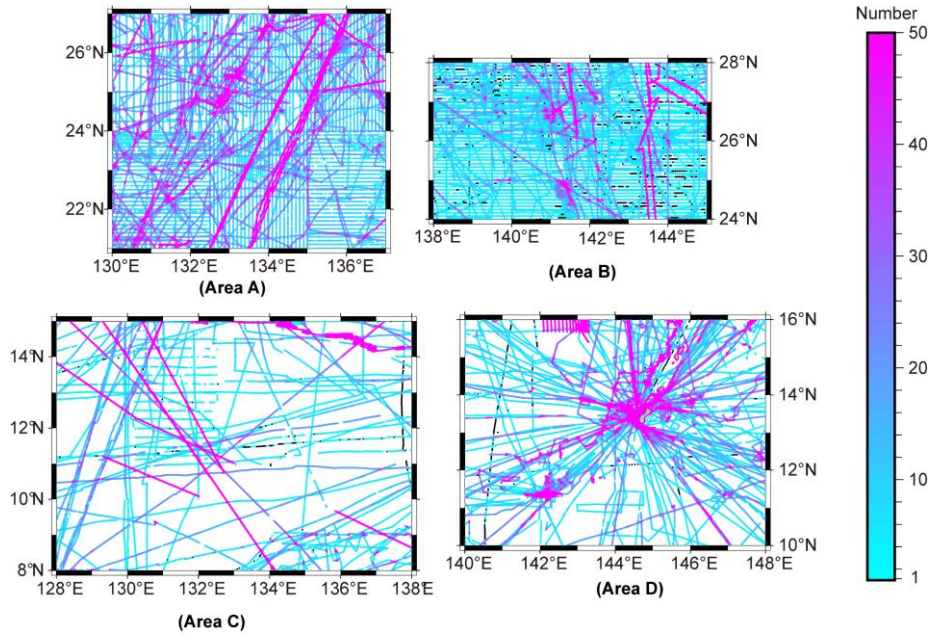 Number
50
40
30
20
10
1
26°N
24°N
22°N
130°E 132°E 134°E 136°E
(Area A)
28°N
26°N
24°N
138°E 140°E 142°E 144°E
(Area B)
14°N
12°N
10°N
8°N
128°E 130°E 132°E 134°E 136°E 138°E
(Area C)
16°N
14°N
12°N
10°N
140°E 142°E 144°E 146°E 148°E
(Area D)